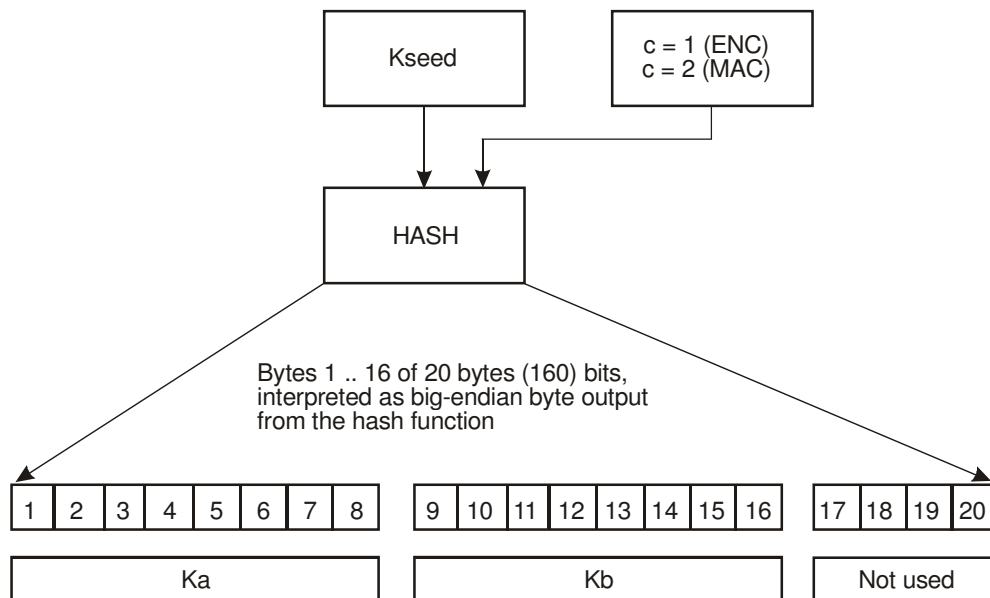 Kseed
c = 1 (ENC)
c = 2 (MAC)
HASH
Bytes 1 .. 16 of 20 bytes (160) bits,
interpreted as big-endian byte output
from the hash function
1 2 3 4 5 6 7 8 9 10 11 12 13 14 15 16 17 18 19 20
Ka Kb Not used